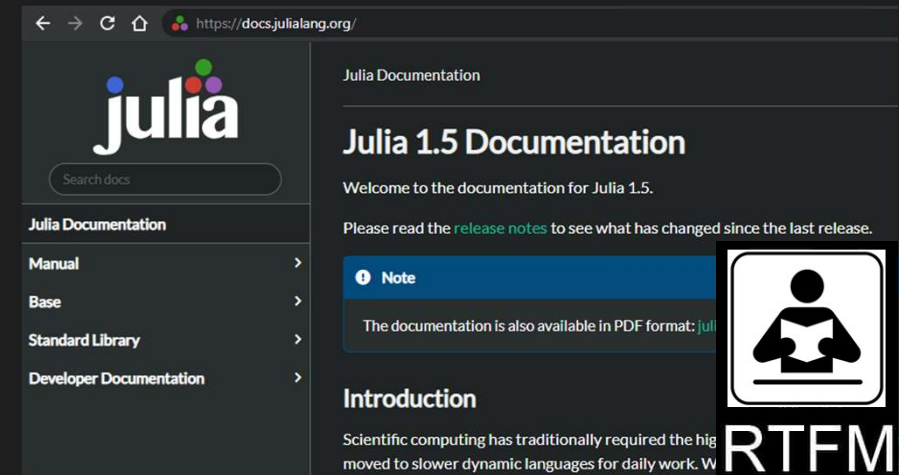 https://docs.julialang.org/
julia
Search docs
Julia Documentation
Manual
Base
Standard Library
Developer Documentation
Julia Documentation
Julia 1.5 Documentation
Welcome to the documentation for Julia 1.5.
Please read the release notes to see what has changed since the last release.
Note
The documentation is also available in PDF format:
Introduction
Scientific computing has traditionally required the
moved to slower dynamic languages for daily work.
RTFM